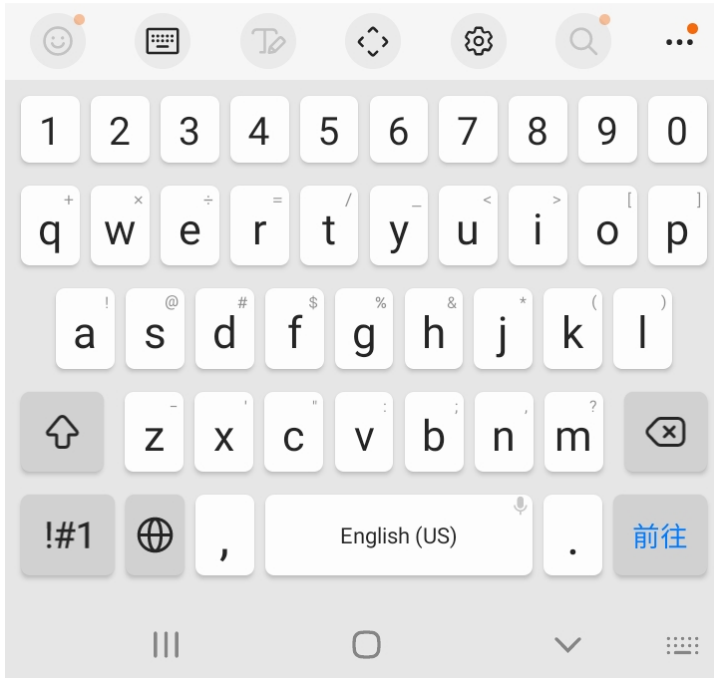 1 2 3 4 5 6 7 8 9 0
+ × ÷ = / _ < > [ ]
q w e r t y u i o p
! @ # $ % & * ( )
a s d f g h j k l
- ' " : ; , ?
z x c v b n m
!#1 , English (US) . 前往